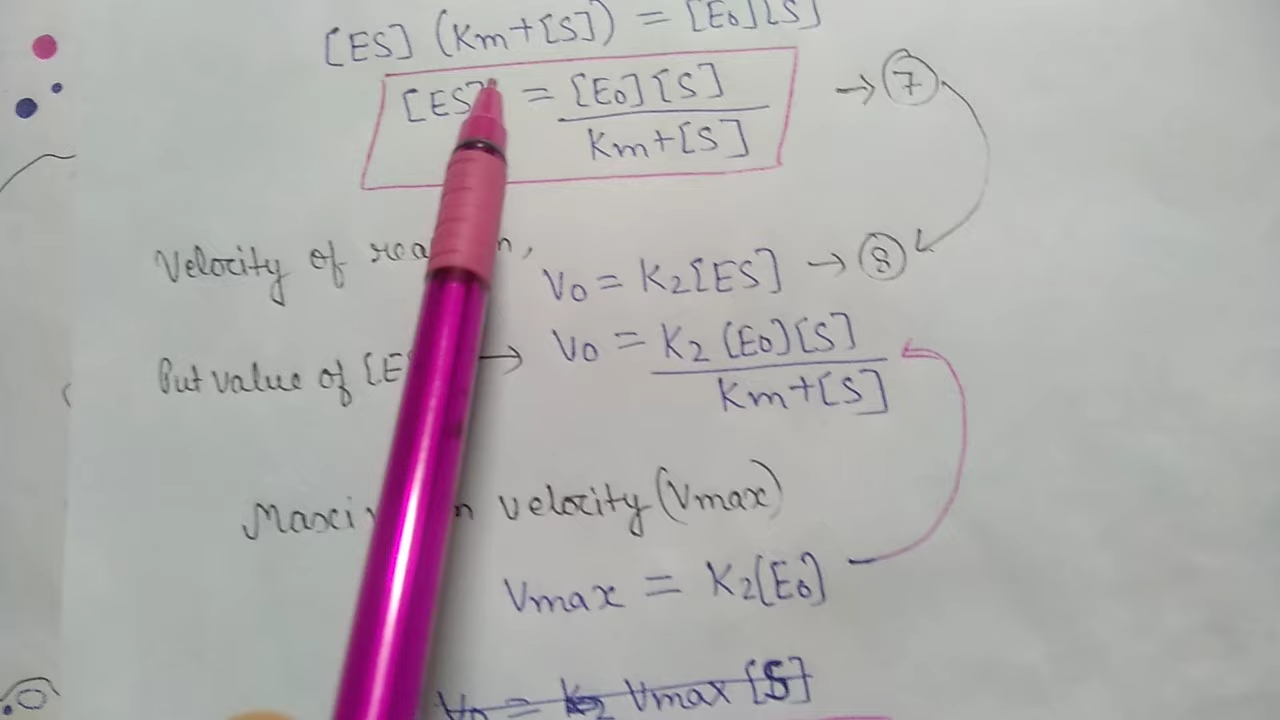 [ES] (Km+[S]) = [E₀][S]
[ES] = [E₀][S] / Km+[S] → 7
Velocity of
V₀ = K₂[ES] → 8
Put value of → V₀ = K₂ [E₀][S] / Km+[S]
velocity (Vmax)
Vmax = K₂[E₀]
Vmax [S]